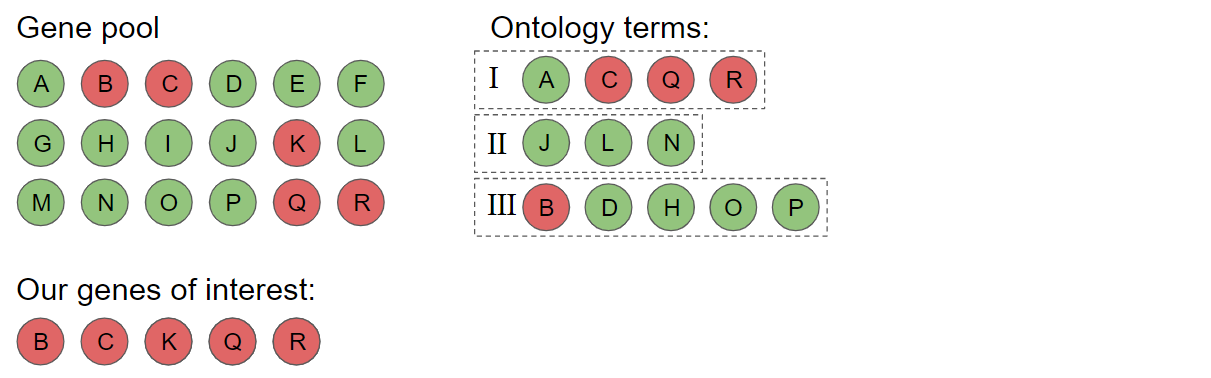 Gene pool
A B C D E F
G H I J K L
M N O P Q R
Ontology terms:
I A C Q R
II J L N
III B D H O P
Our genes of interest:
B C K Q R